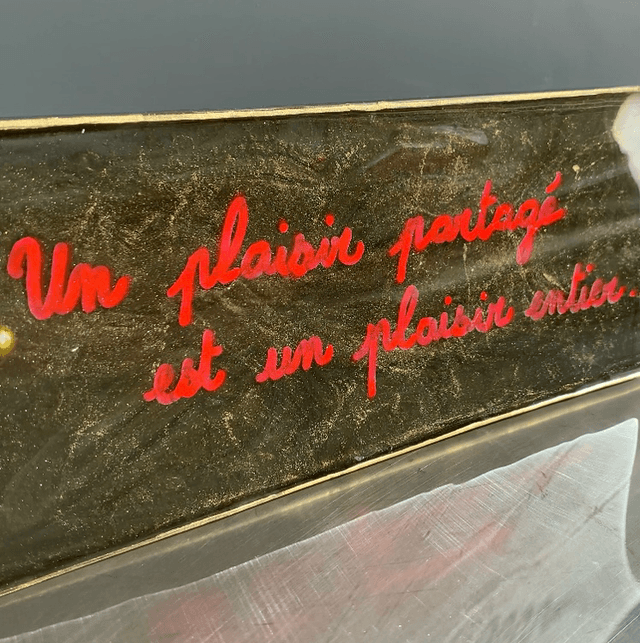 Un plaisir partagé
est un plaisir entier.